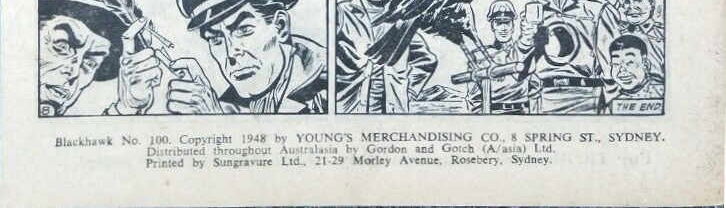 8
THE END
Blackhawk No. 100. Copyright 1948 by YOUNG'S MERCHANDISING CO., 8 SPRING ST., SYDNEY.
Distributed throughout Australasia by Gordon and Gotch (A/asia) Ltd.
Printed by Sungravure Ltd., 21-29 Morley Avenue, Rosebery, Sydney.